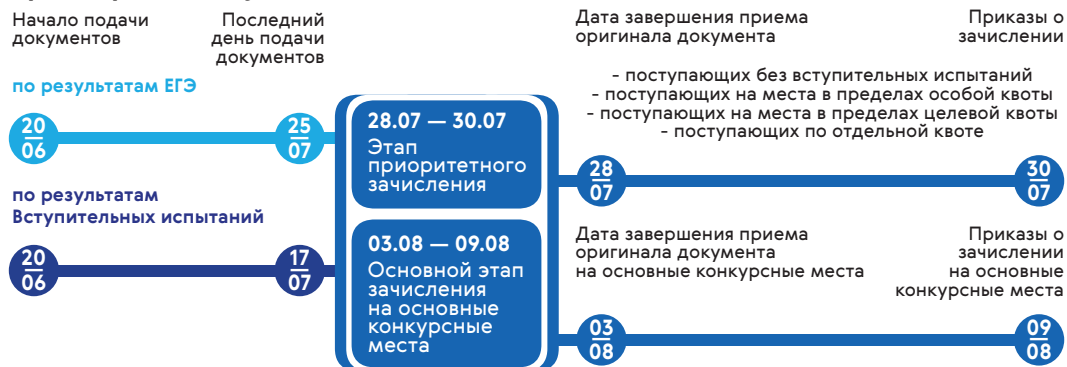 Начало подачи
документов
Последний
день подачи
документов
по результатам ЕГЭ
20
06
25
07
по результатам
Вступительных испытаний
20
06
17
07
28.07 — 30.07
Этап
приоритетного
зачисления
03.08 — 09.08
Основной этап
зачисления
на основные
конкурсные
места
Дата завершения приема
оригинала документа
Приказы о
зачислении
- поступающих без вступительных испытаний
- поступающих на места в пределах особой квоты
- поступающих на места в пределах целевой квоты
- поступающих по отдельной квоте
28
07
30
07
Дата завершения приема
оригинала документа
на основные конкурсные места
Приказы о
зачислении
на основные
конкурсные места
03
08
09
08